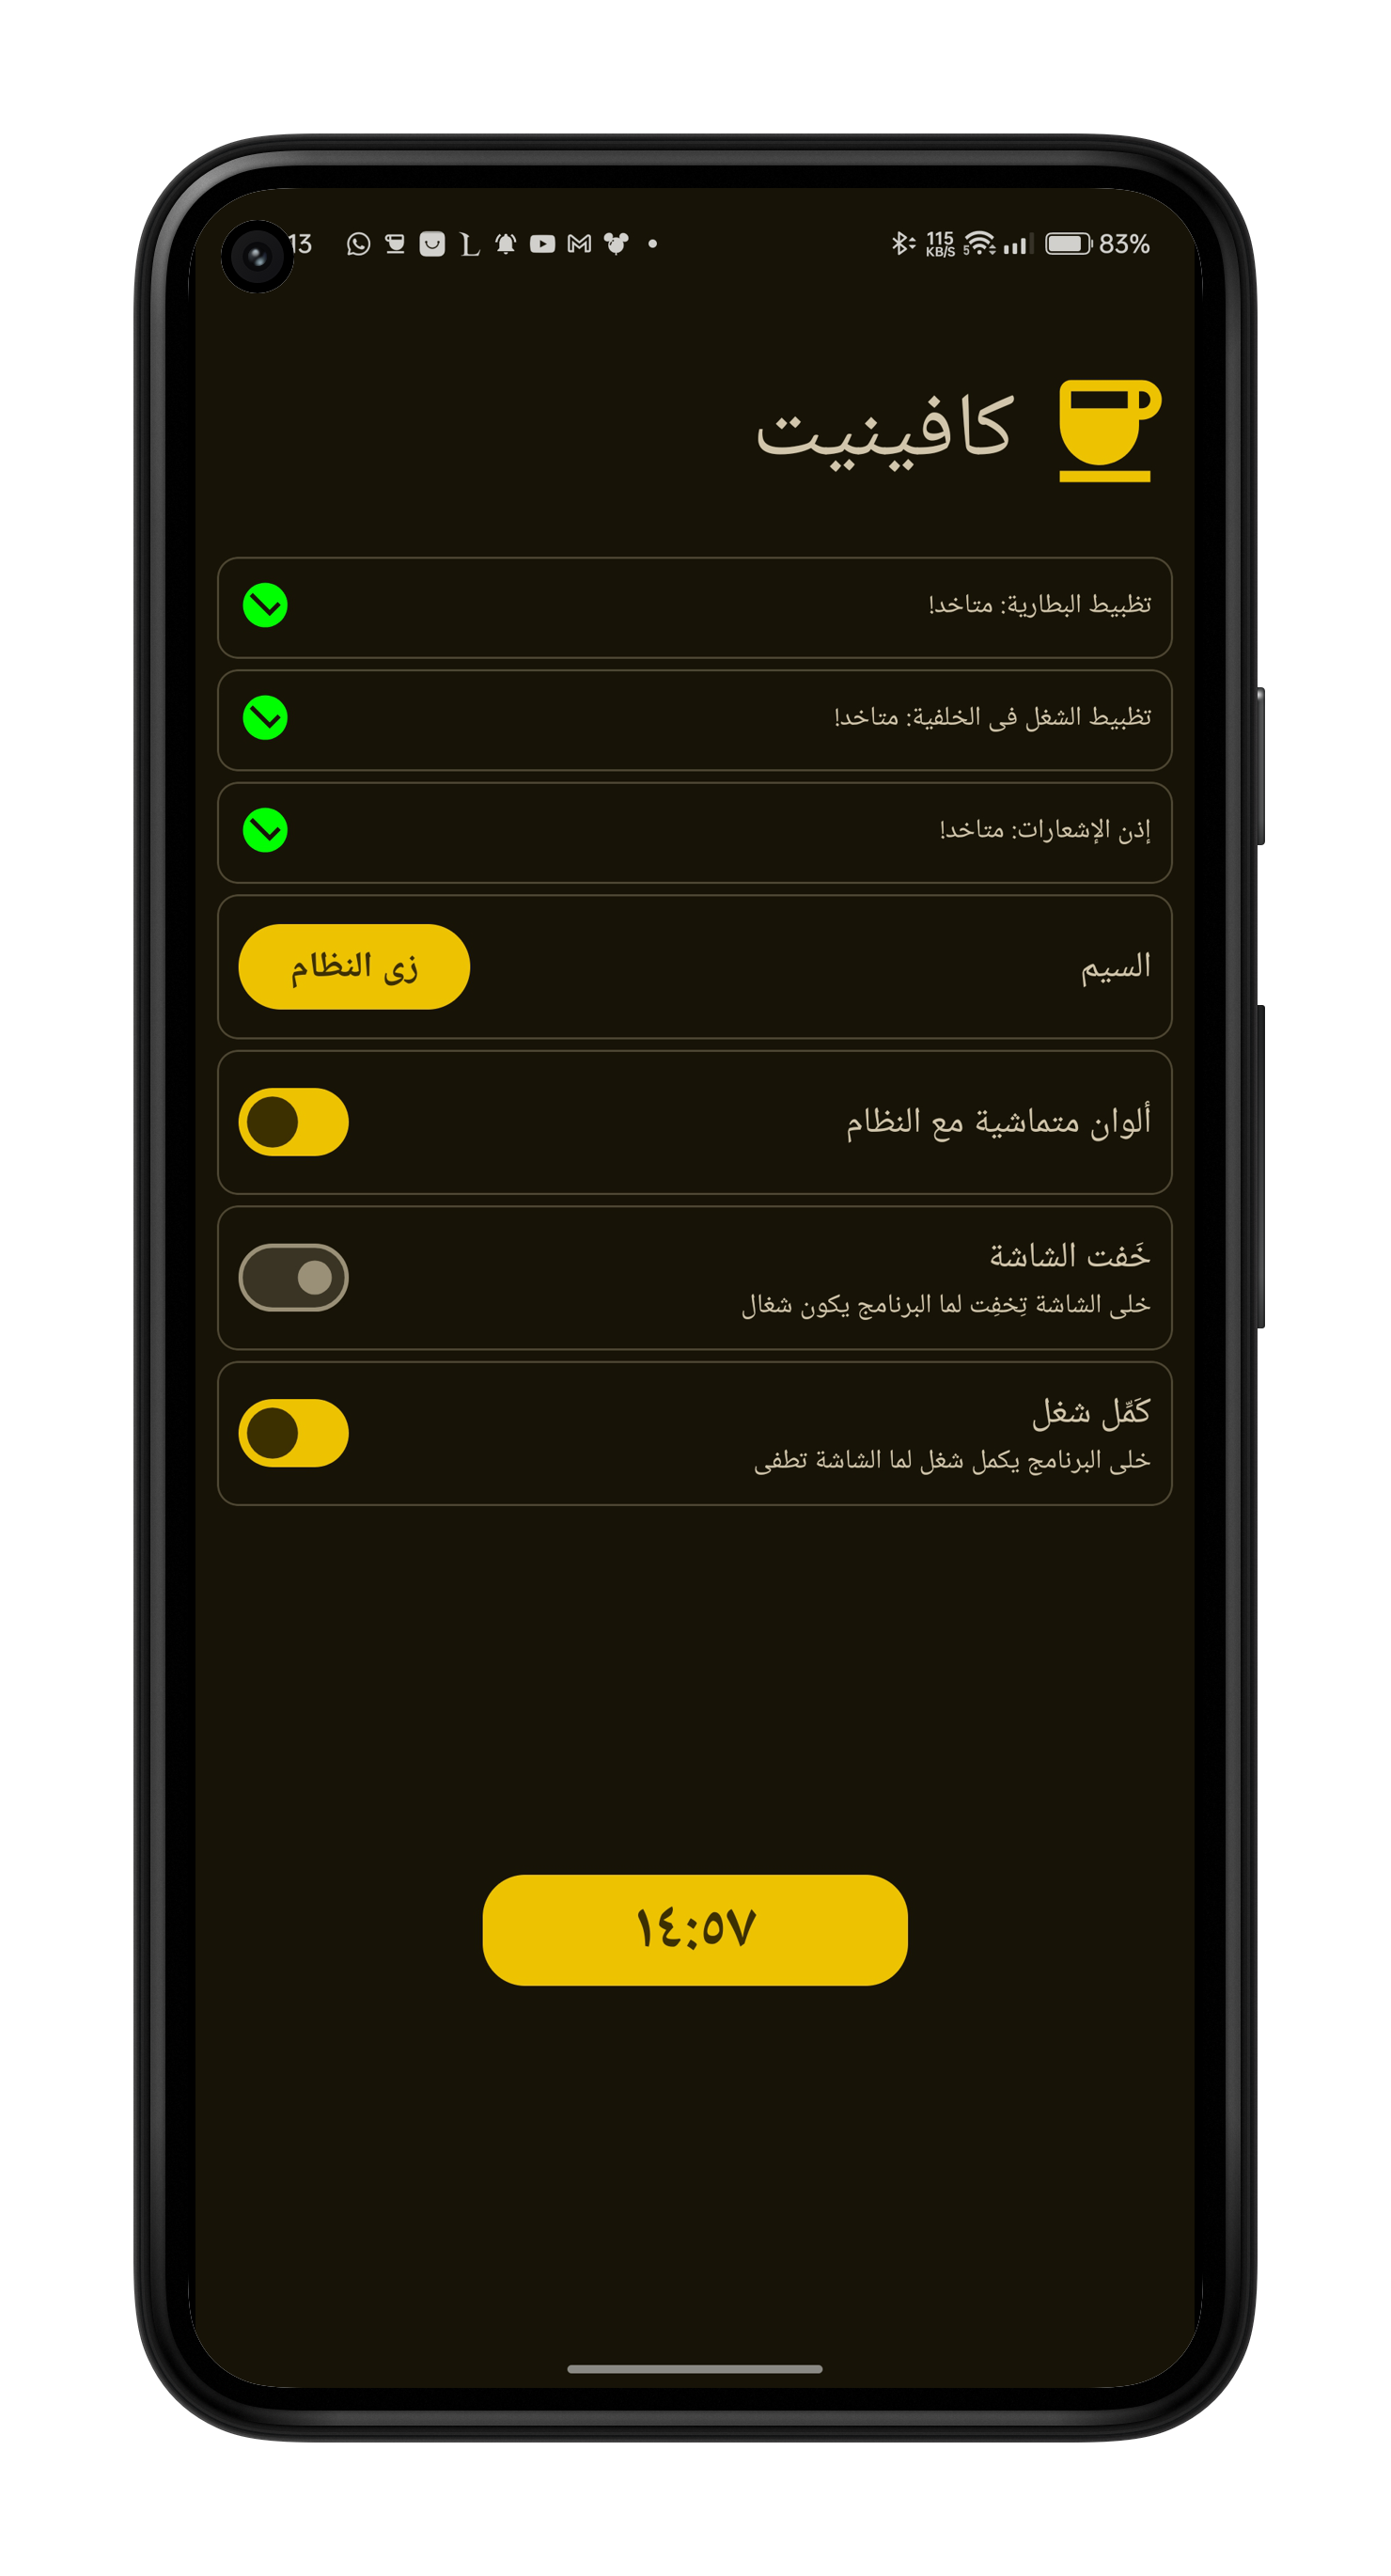 13 115 KB/S 5 83%
كافينيت
تظبيط البطارية: متاخد!
تظبيط الشغل فى الخلفية: متاخد!
إذن الإشعارات: متاخد!
السيم
زى النظام
ألوان متماشية مع النظام
خَفت الشاشة
خلى الشاشة تِخفِت لما البرنامج يكون شغال
كَمِّل شغل
خلى البرنامج يكمل شغل لما الشاشة تطفى
١٤:٥٧